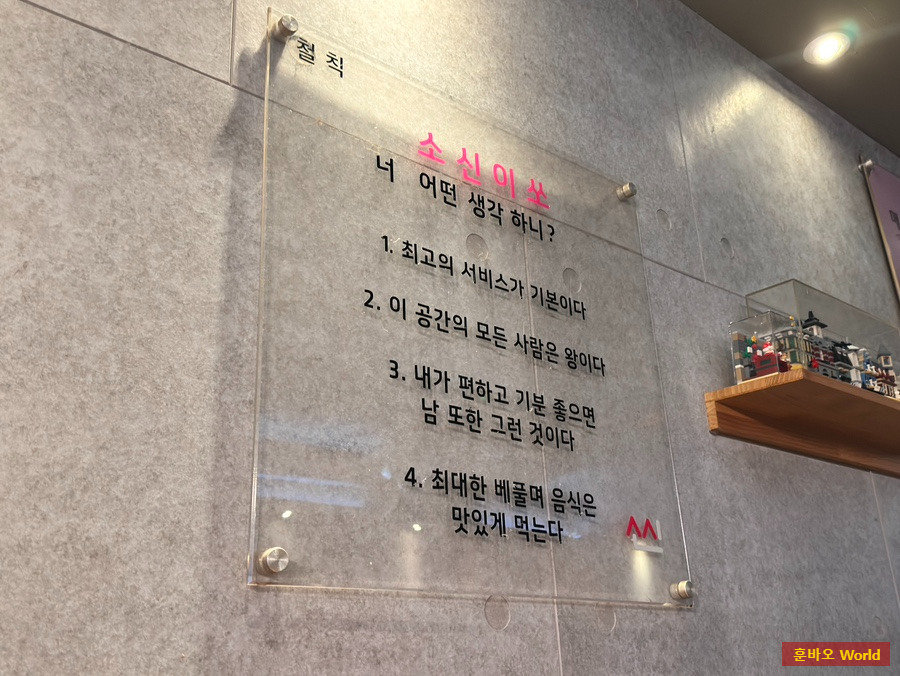 철칙
소신이쏘
너 어떤 생각 하니?
1. 최고의 서비스가 기본이다
2. 이 공간의 모든 사람은 왕이다
3. 내가 편하고 기분 좋으면
남 또한 그런 것이다
4. 최대한 베풀며 음식은
맛있게 먹는다
훈바오 World